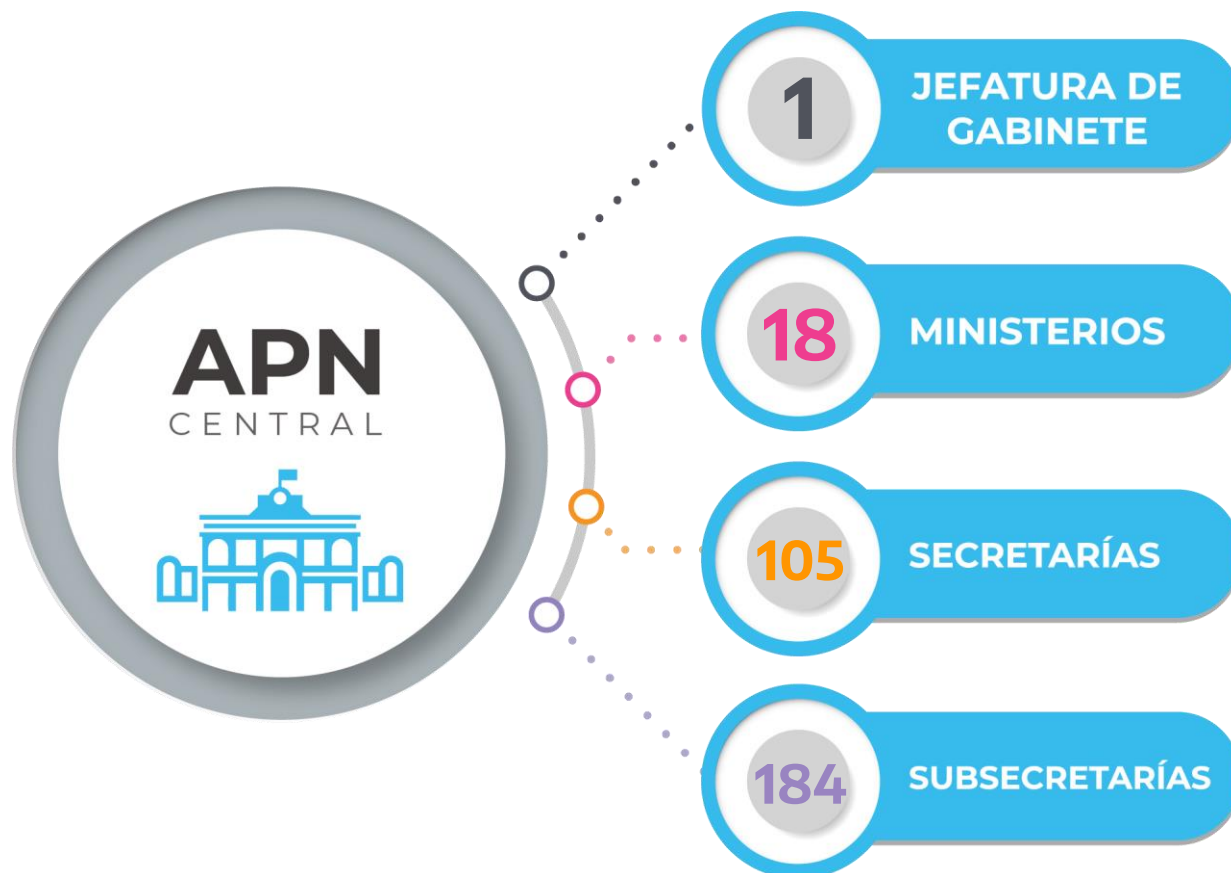 APN
CENTRAL
1
JEFATURA DE
GABINETE
18
MINISTERIOS
105
SECRETARÍAS
184
SUBSECRETARÍAS